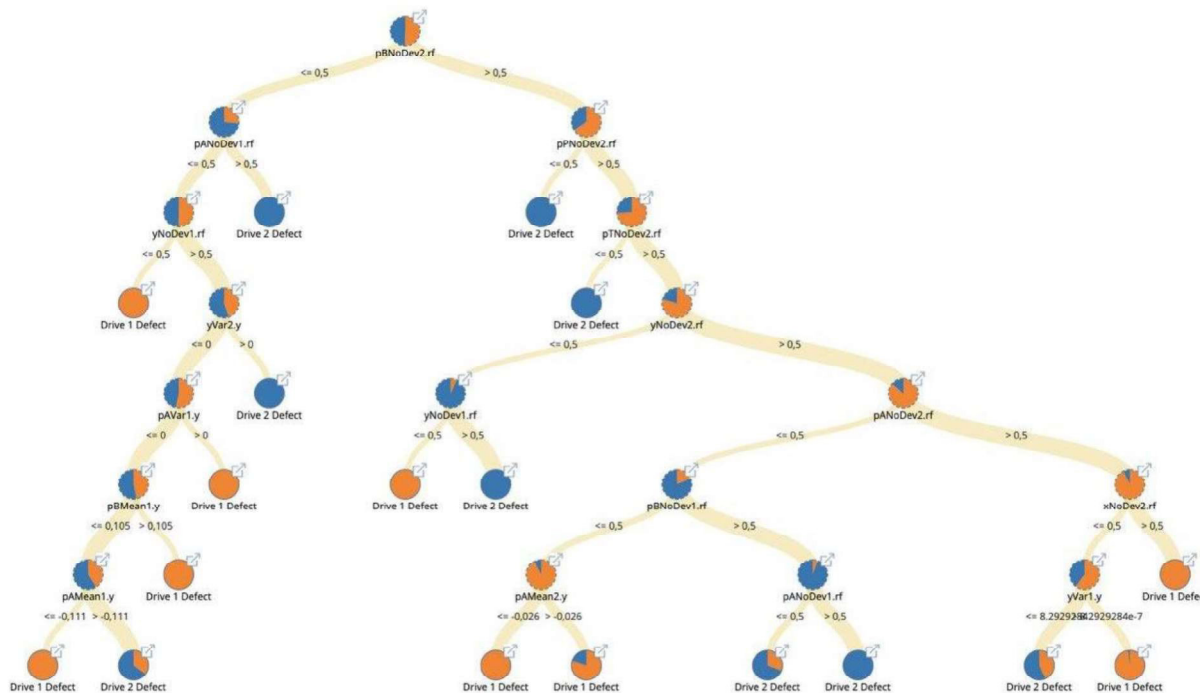 pBNoDev2.rf
<= 0,5 > 0,5
pANoDev1.rf pPNoDev2.rf
<= 0,5 > 0,5 <= 0,5 > 0,5
yNoDev1.rf Drive 2 Defect Drive 2 Defect pTNoDev2.rf
<= 0,5 > 0,5 <= 0,5 > 0,5
Drive 1 Defect yVar2.y Drive 2 Defect yNoDev2.rf
<= 0 > 0 <= 0,5 > 0,5
pAVar1.y Drive 2 Defect yNoDev1.rf pANoDev2.rf
<= 0 > 0 <= 0,5 > 0,5 <= 0,5 > 0,5
pBMean1.y Drive 1 Defect Drive 1 Defect Drive 2 Defect pBNoDev1.rf xNoDev2.rf
<= 0,105 > 0,105 <= 0,5 > 0,5 <= 0,5 > 0,5
pAMean1.y Drive 1 Defect pAMean2.y pANoDev1.rf yVar1.y Drive 1 Defe
<= -0,111 > -0,111 <= -0,026 > -0,026 <= 0,5 > 0,5 <= 8.2929284e-7
Drive 1 Defect Drive 2 Defect Drive 1 Defect Drive 1 Defect Drive 2 Defect Drive 2 Defect Drive 2 Defect Drive 1 Defect